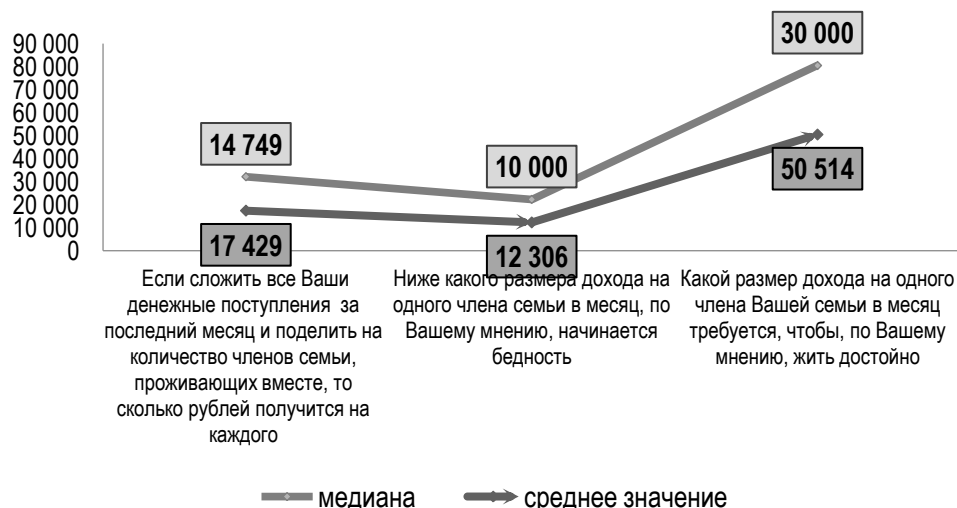 90 000
80 000
70 000
60 000
50 000
40 000
30 000
20 000
10 000
0
14 749
10 000
30 000
17 429
12 306
50 514
Если сложить все Ваши
денежные поступления за
последний месяц и поделить на
количество членов семьи,
проживающих вместе, то
сколько рублей получится на
каждого
Ниже какого размера дохода на
одного члена семьи в месяц, по
Вашему мнению, начинается
бедность
Какой размер дохода на одного
члена Вашей семьи в месяц
требуется, чтобы, по Вашему
мнению, жить достойно
медиана
среднее значение